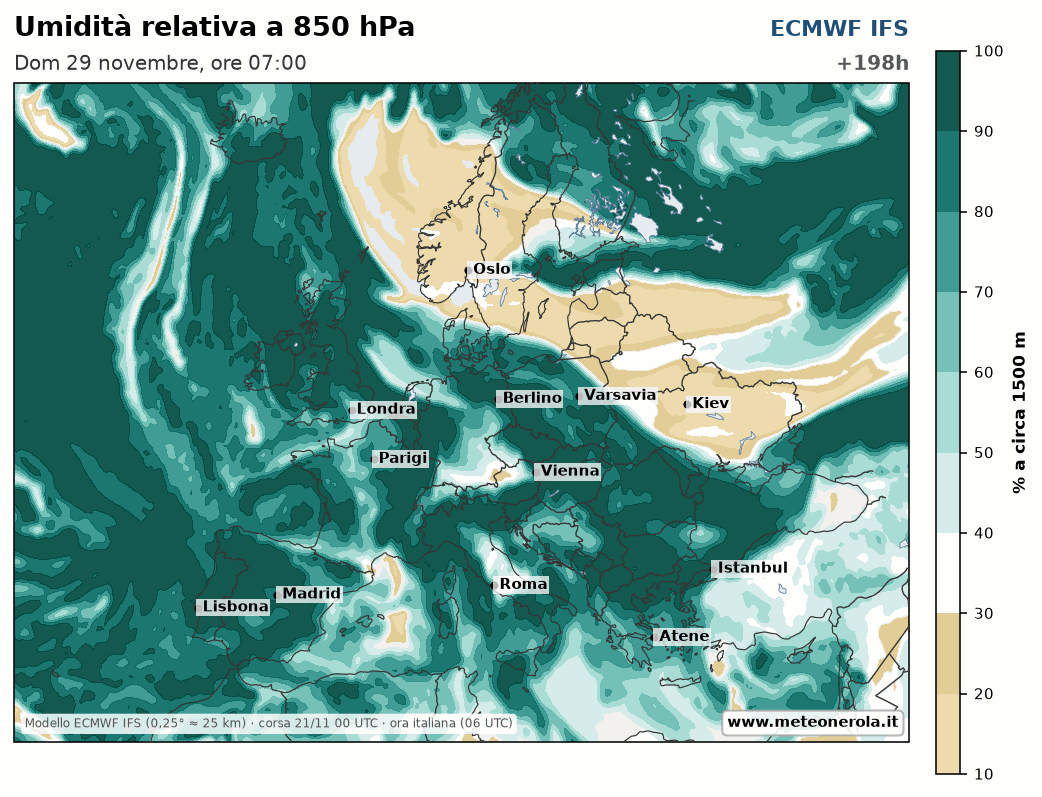 Umidità relativa a 850 hPa
ECMWF IFS
Dom 29 novembre, ore 07:00
+198h
100
90
80
70
60
50
40
30
20
10
% a circa 1500 m
Oslo
Berlino
Varsavia
Kiev
Londra
Parigi
Vienna
Istanbul
Roma
Madrid
Lisbona
Atene
Modello ECMWF IFS (0,25° ≈ 25 km) · corsa 21/11 00 UTC · ora italiana (06 UTC)
www.meteonerola.it